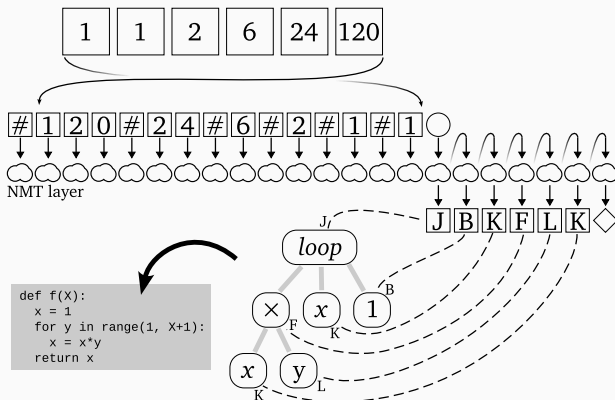 1 1 2 6 24 120
# 1 2 0 # 2 4 # 6 # 2 # 1 # 1
NMT layer
J B K F L K
J
loop
B
× x 1
F K
x y
K L
def f(X):
  x = 1
  for y in range(1, X+1):
    x = x*y
  return x